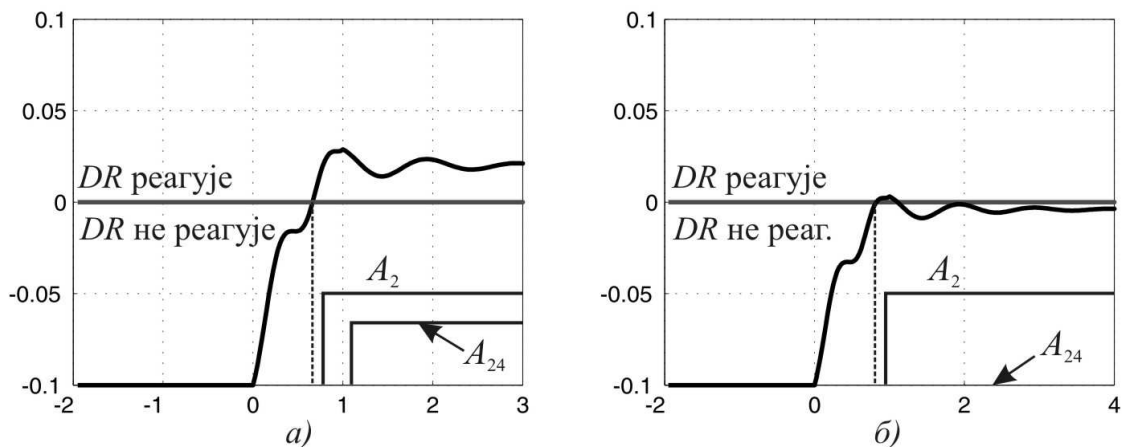 0.1
0.05
0
-0.05
-0.1
DR реагује
DR не реагује
A2
A24
-2 -1 0 1 2 3
а)
0.1
0.05
0
-0.05
-0.1
DR реагује
DR не реаг.
A2
A24
-2 0 2 4
б)